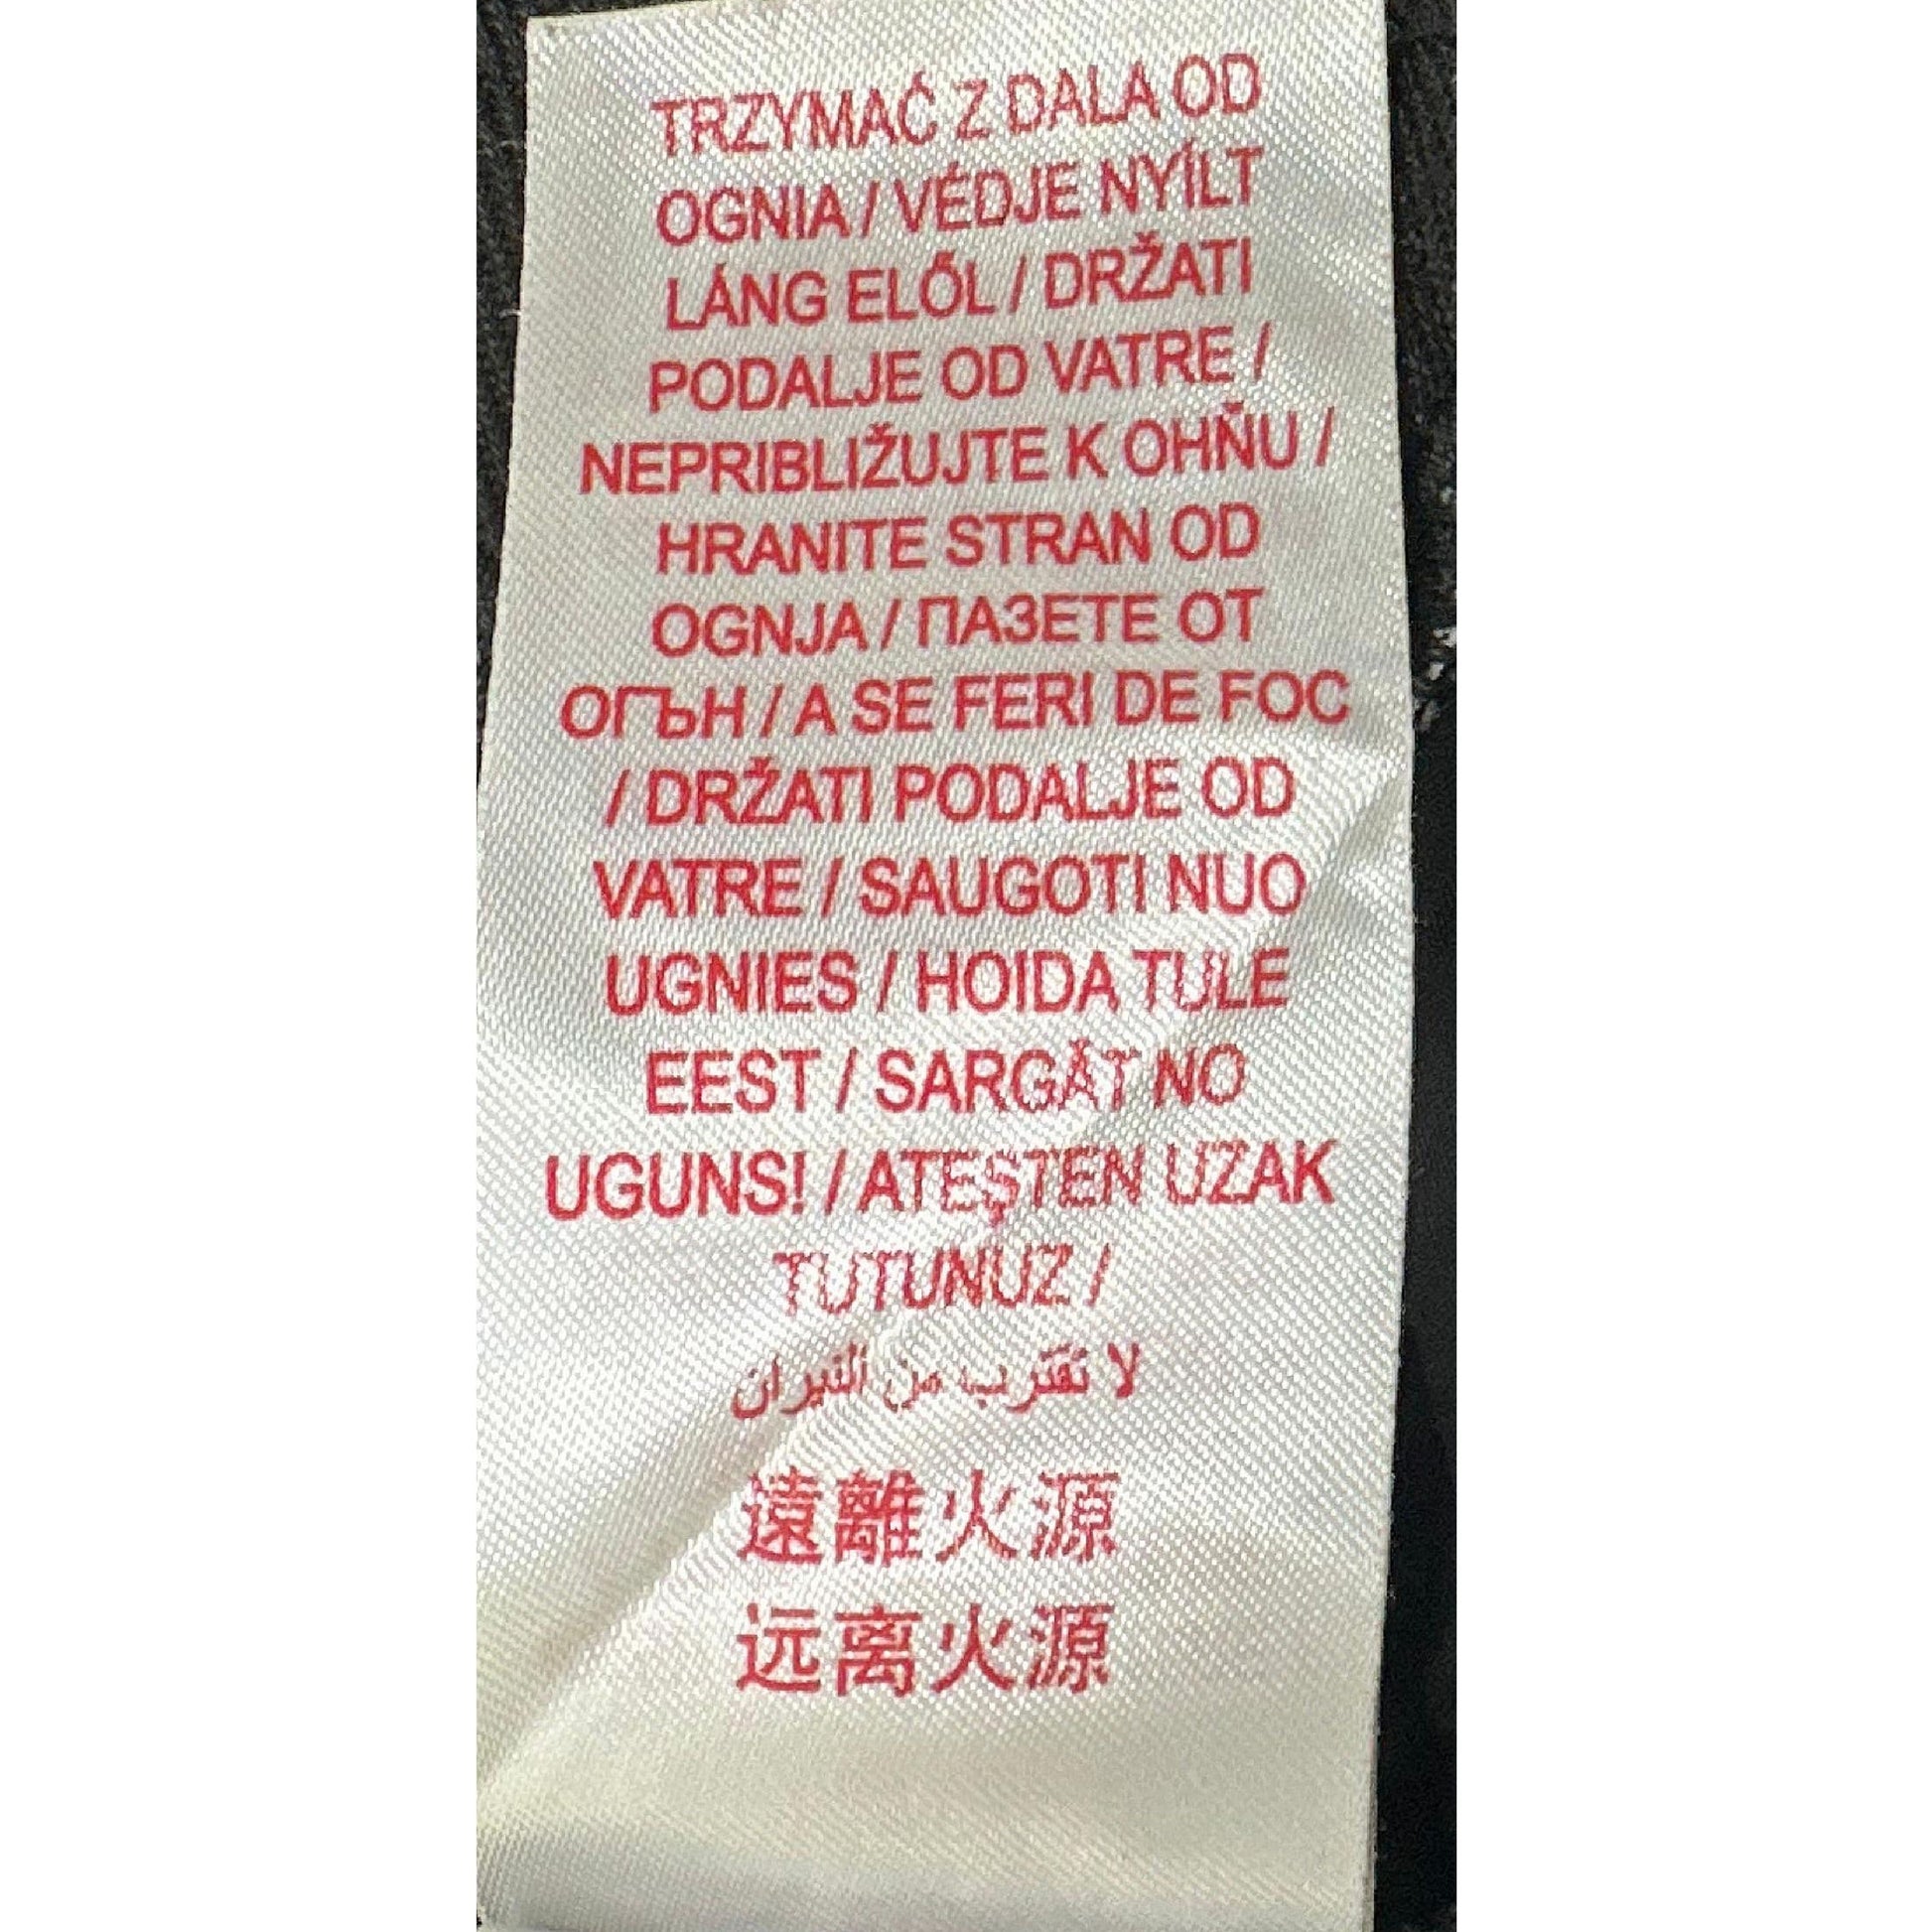 TRZYMAĆ Z DALA OD
OGNIA / VÉDJE NYÍLT
LÁNG ELŐL / DRŽATI
PODALJE OD VATRE /
NEPRIBLIŽUJTE K OHŇU /
HRANITE STRAN OD
OGNJA / ПАЗЕТЕ ОТ
ОГЪН / A SE FERI DE FOC
/ DRŽATI PODALJE OD
VATRE / SAUGOTI NUO
UGNIES / HOIDA TULE
EEST / SARGĀT NO
UGUNS! / ATEŞTEN UZAK
TUTUNUZ /
لا تقترب من النيران
遠離火源
远离火源